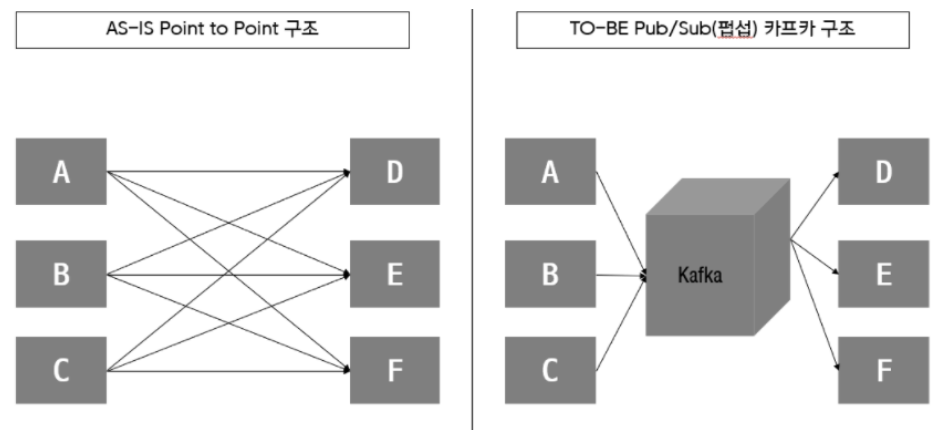 AS-IS Point to Point 구조
TO-BE Pub/Sub(펍섭) 카프카 구조
A
D
B
E
C
F
A
Kafka
D
B
E
C
F